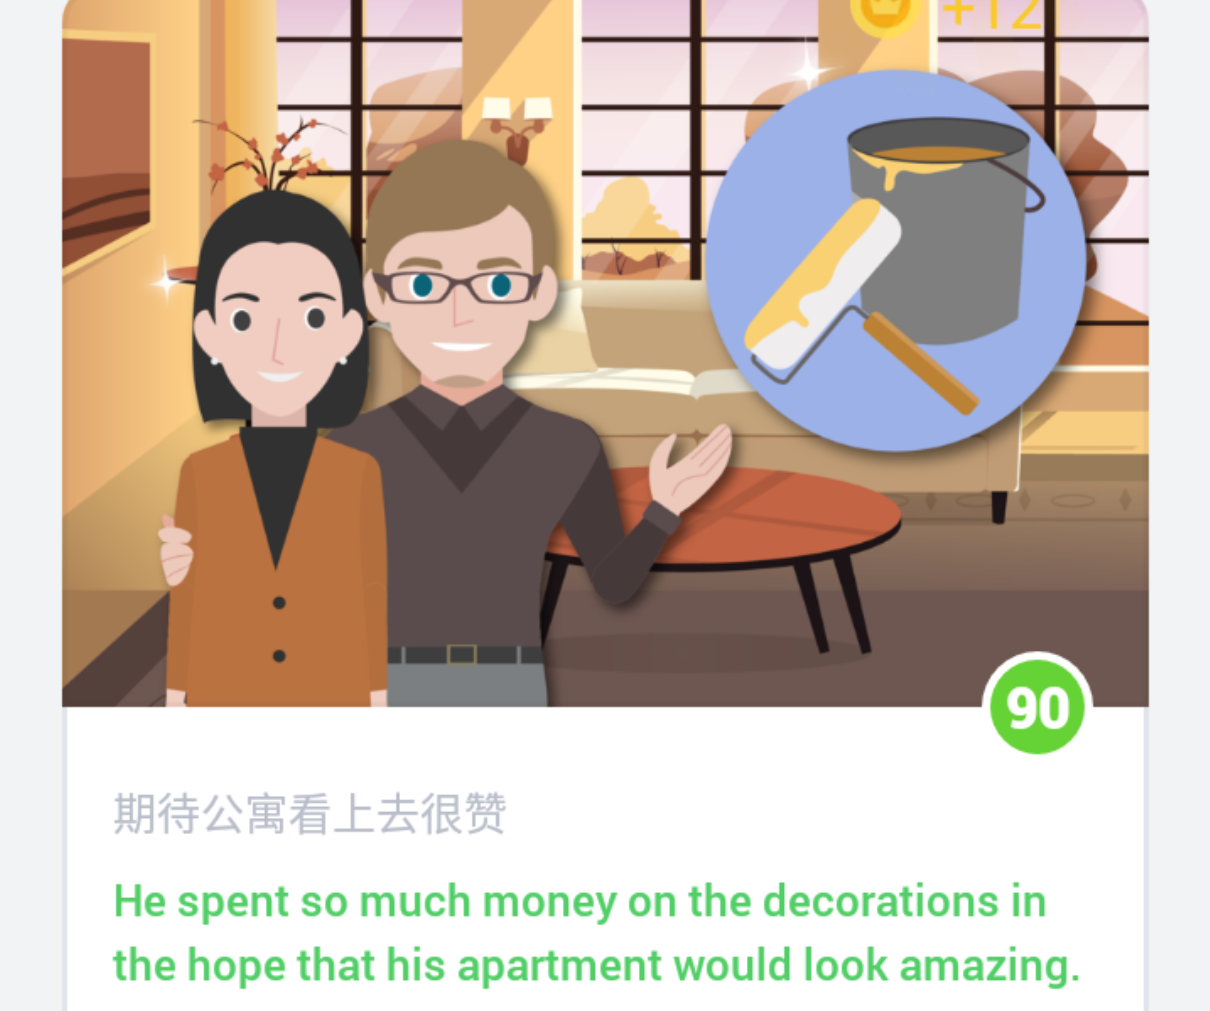 +12
90
期待公寓看上去很赞
He spent so much money on the decorations in
the hope that his apartment would look amazing.